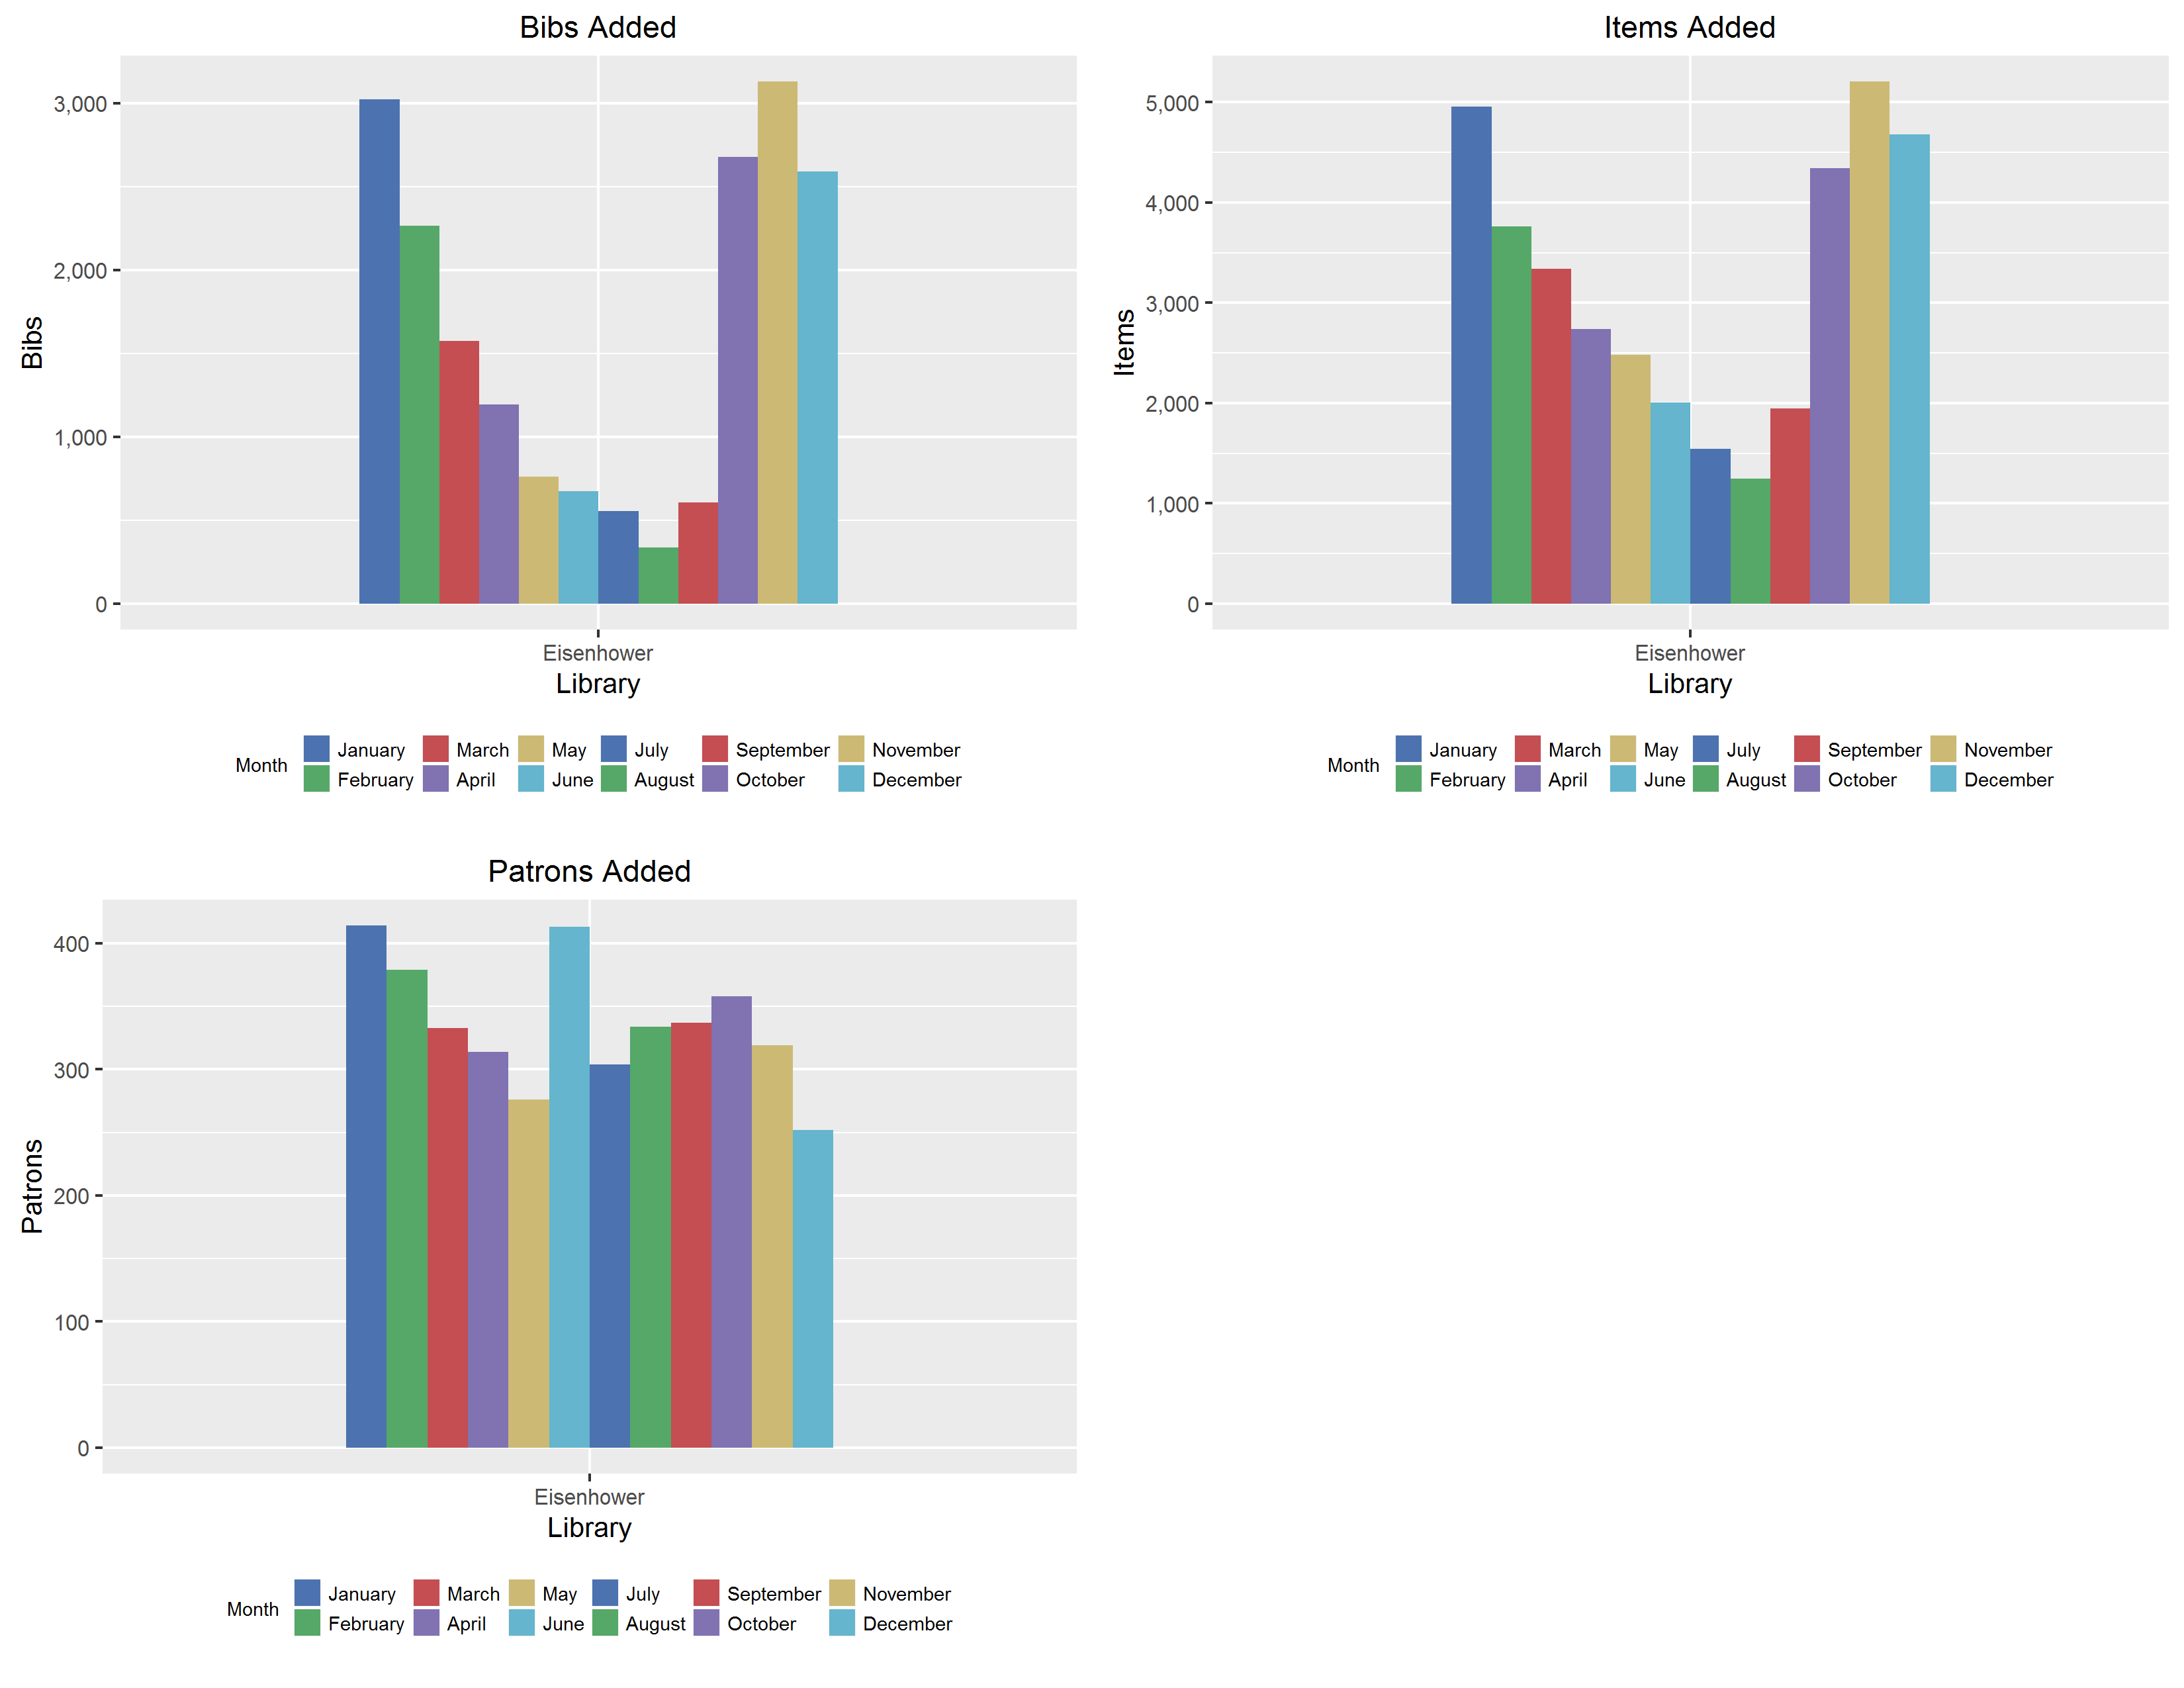 Bibs Added
3,000
2,000
1,000
0
Bibs
Eisenhower
Library
Month
January March May July September November
February April June August October December
Items Added
5,000
4,000
3,000
2,000
1,000
0
Items
Eisenhower
Library
Month
January March May July September November
February April June August October December
Patrons Added
400
300
200
100
0
Patrons
Eisenhower
Library
Month
January March May July September November
February April June August October December